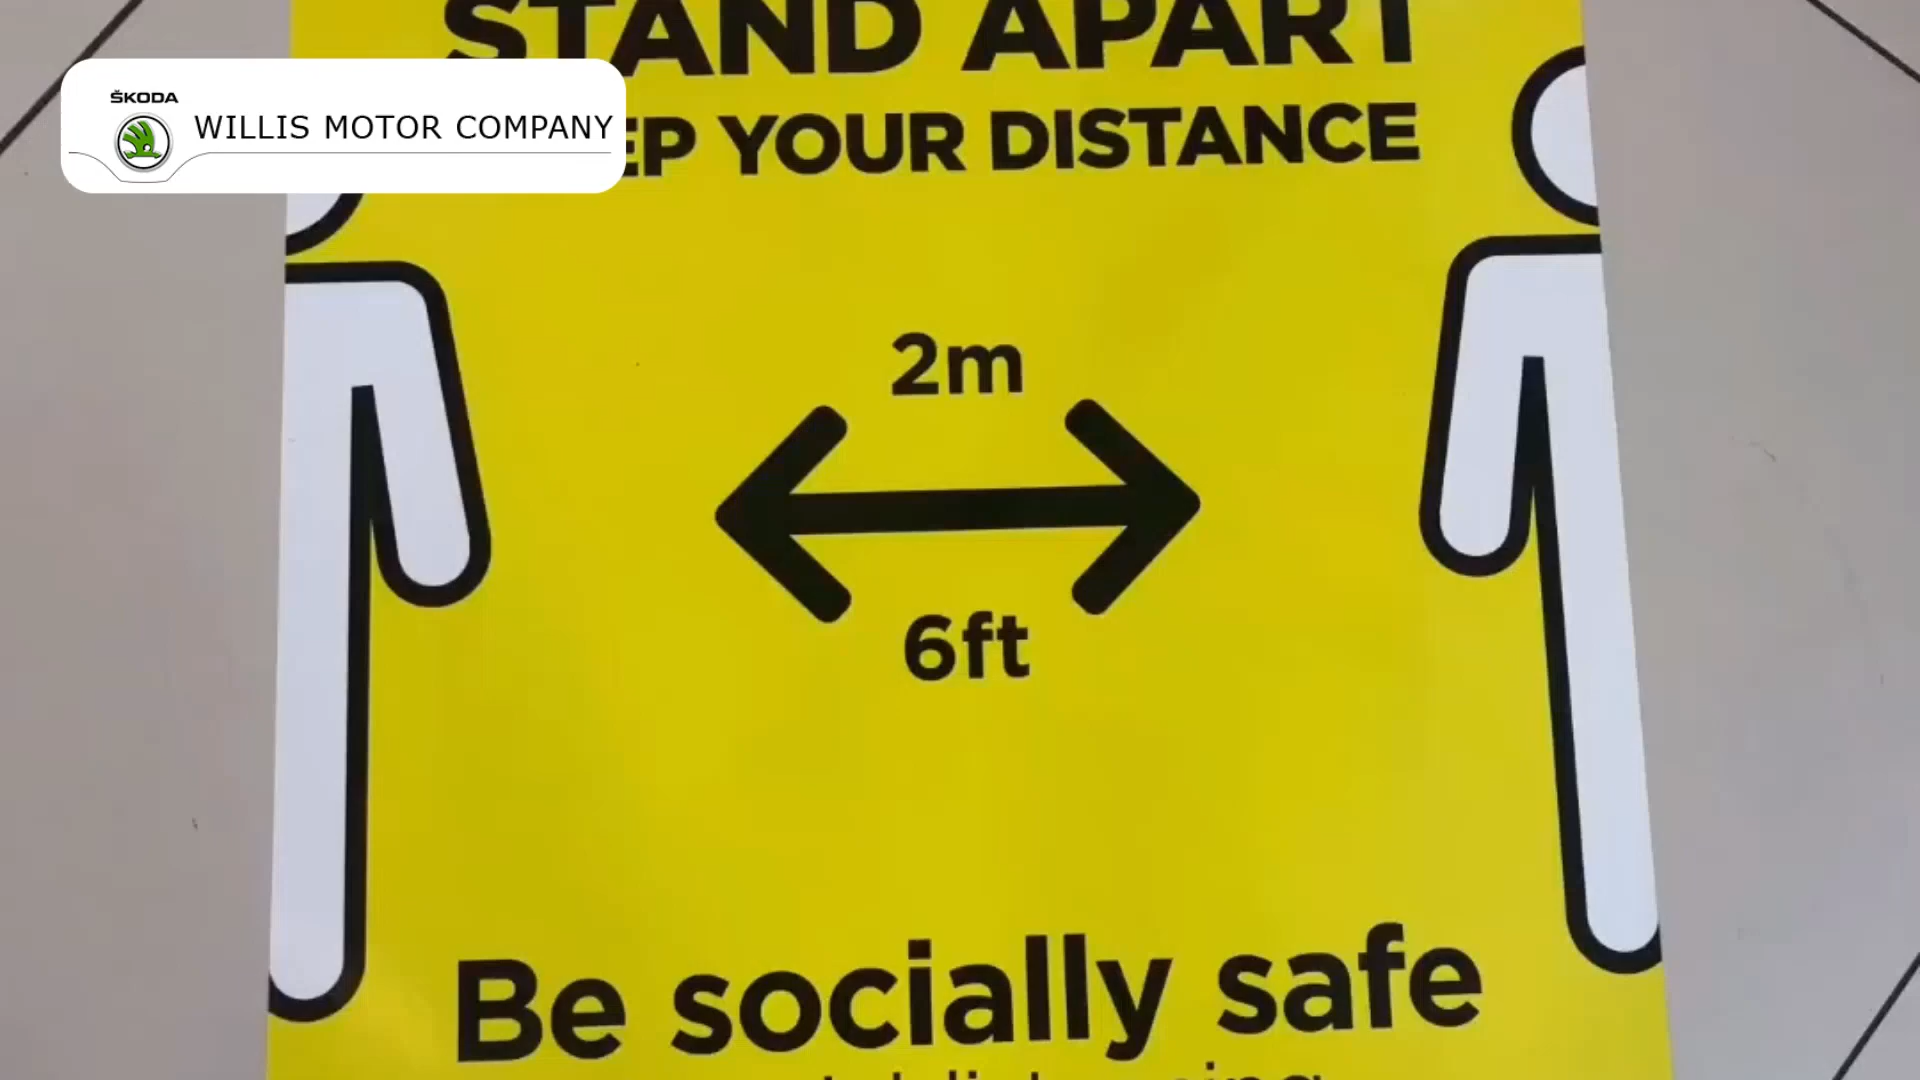 STAND APART
ŠKODA
WILLIS MOTOR COMPANY
EP YOUR DISTANCE
2m
6ft
Be socially safe